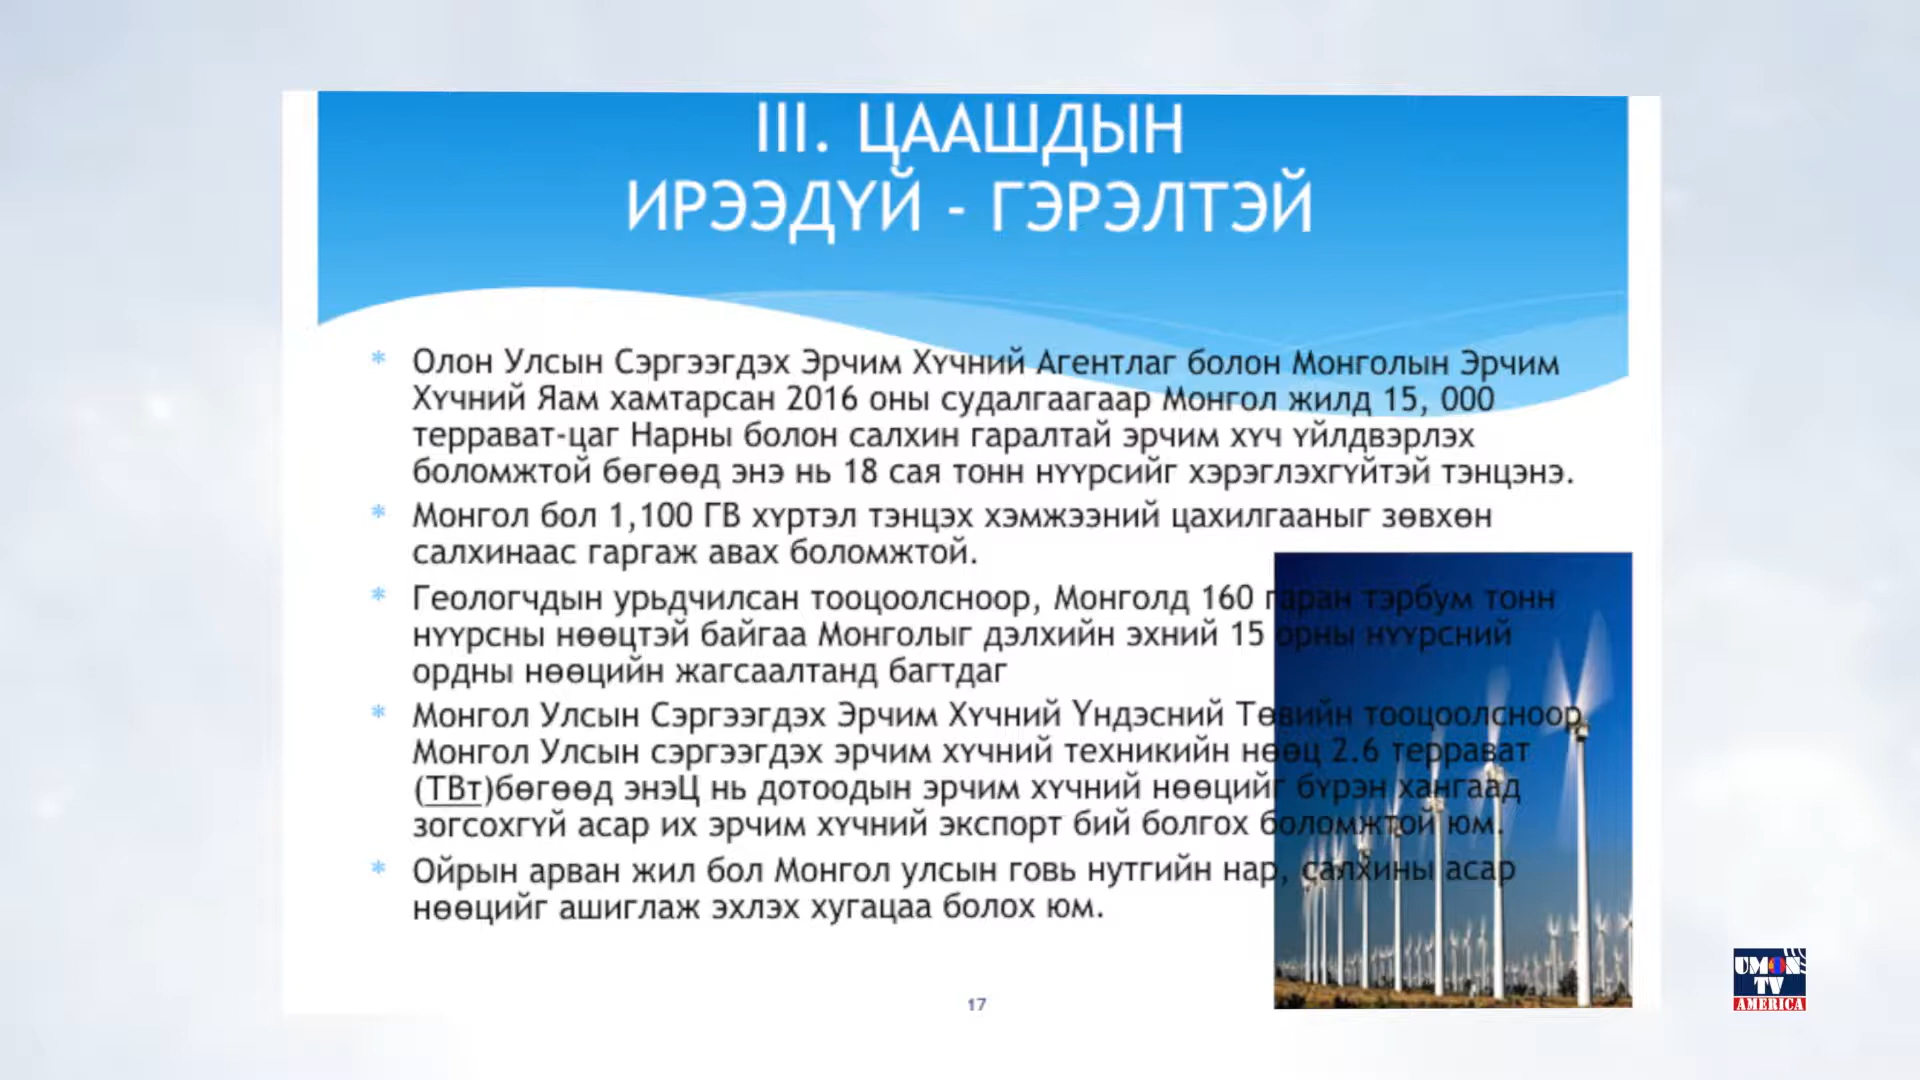 III. ЦААШДЫН
ИРЭЭДҮЙ - ГЭРЭЛТЭЙ
* Олон Улсын Сэргээгдэх Эрчим Хүчний Агентлаг болон Монголын Эрчим
Хүчний Яам хамтарсан 2016 оны судалгаагаар Монгол жилд 15, 000
террават-цаг Нарны болон салхин гаралтай эрчим хүч үйлдвэрлэх
боломжтой бөгөөд энэ нь 18 сая тонн нүүрсийг хэрэглэхгүйтэй тэнцэнэ.
* Монгол бол 1,100 ГВ хүртэл тэнцэх хэмжээний цахилгааныг зөвхөн
салхинаас гаргаж авах боломжтой.
* Геологчдын урьдчилсан тооцоолсноор, Монголд 160 гаран тэрбум тонн
нүүрсны нөөцтэй байгаа Монголыг дэлхийн эхний 15 орны нүүрсний
ордны нөөцийн жагсаалтанд багтдаг
* Монгол Улсын Сэргээгдэх Эрчим Хүчний Үндэсний Төвийн тооцоолсноор
Монгол Улсын сэргээгдэх эрчим хүчний техникийн нөөц 2.6 террават
(ТВт)бөгөөд энэЦ нь дотоодын эрчим хүчний нөөцийг бүрэн хангаад
зогсохгүй асар их эрчим хүчний экспорт бий болгох боломжтой юм.
* Ойрын арван жил бол Монгол улсын говь нутгийн нар, салхины асар
нөөцийг ашиглаж эхлэх хугацаа болох юм.
17
UMON
TV
AMERICA